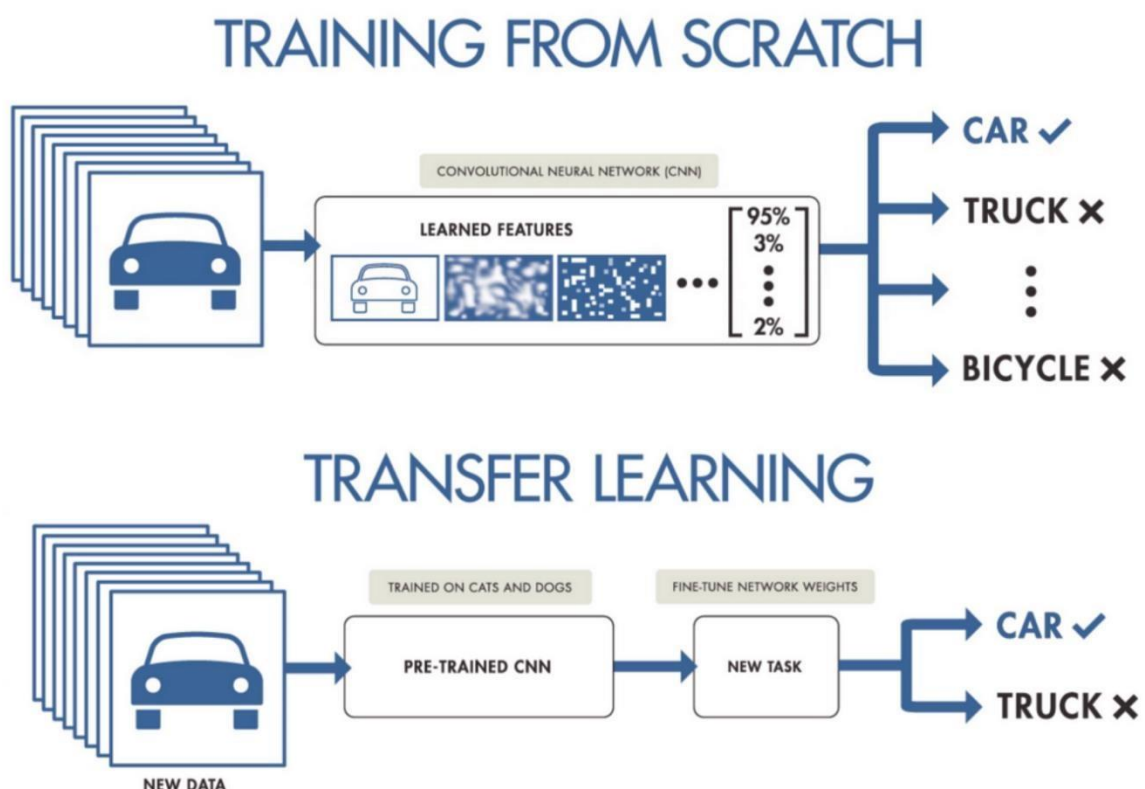 TRAINING FROM SCRATCH
CONVOLUTIONAL NEURAL NETWORK (CNN)
LEARNED FEATURES
95%
3%
2%
CAR
TRUCK
BICYCLE
TRANSFER LEARNING
TRAINED ON CATS AND DOGS
FINE-TUNE NETWORK WEIGHTS
PRE-TRAINED CNN
NEW TASK
CAR
TRUCK
NEW DATA